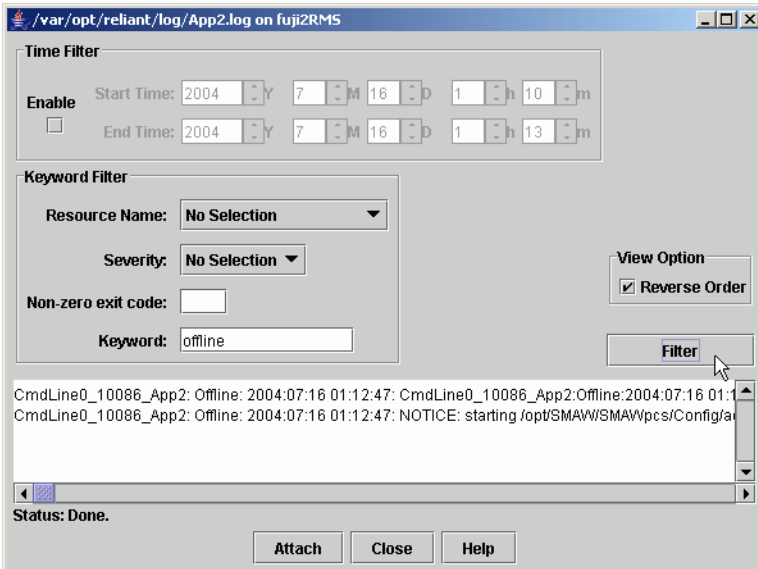 /var/opt/reliant/log/App2.log on fuji2RMS
Time Filter
Enable
Start Time: 2004 Y 7 M 16 D 1 h 10 m
End Time: 2004 Y 7 M 16 D 1 h 13 m
Keyword Filter
Resource Name: No Selection
Severity: No Selection
Non-zero exit code:
Keyword: offline
View Option
Reverse Order
Filter
CmdLine0_10086_App2: Offline: 2004:07:16 01:12:47: CmdLine0_10086_App2:Offline:2004:07:16 01:1
CmdLine0_10086_App2: Offline: 2004:07:16 01:12:47: NOTICE: starting /opt/SMAW/SMAWpcs/Config/a
Status: Done.
Attach Close Help